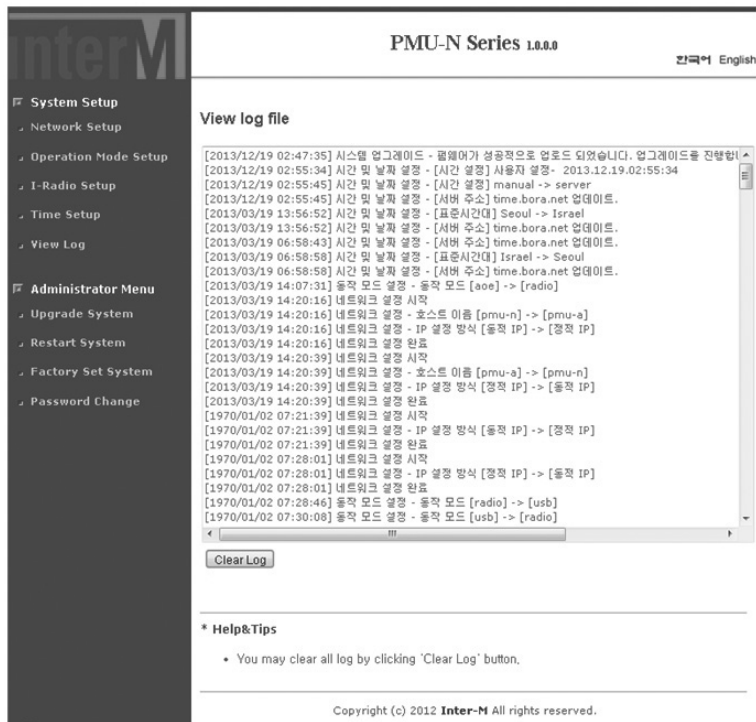 interM
PMU-N Series 1.0.0.0
한국어 English
System Setup
Network Setup
Operation Mode Setup
I-Radio Setup
Time Setup
View Log
Administrator Menu
Upgrade System
Restart System
Factory Set System
Password Change
View log file
[2013/12/19 02:47:35] 시스템 업그레이드 - 펌웨어가 성공적으로 업로드 되었습니다. 업그레이드를 진행합니
[2013/12/19 02:55:34] 시간 및 날짜 설정 - [시간 설정] 사용자 설정- 2013.12.19.02:55:34
[2013/12/19 02:55:45] 시간 및 날짜 설정 - [시간 설정] manual -> server
[2013/12/19 02:55:45] 시간 및 날짜 설정 - [서버 주소] time.bora.net 업데이트.
[2013/03/19 13:56:52] 시간 및 날짜 설정 - [표준시간대] Seoul -> Israel
[2013/03/19 13:56:52] 시간 및 날짜 설정 - [서버 주소] time.bora.net 업데이트.
[2013/03/19 06:58:43] 시간 및 날짜 설정 - [서버 주소] time.bora.net 업데이트.
[2013/03/19 06:58:58] 시간 및 날짜 설정 - [표준시간대] Israel -> Seoul
[2013/03/19 06:58:58] 시간 및 날짜 설정 - [서버 주소] time.bora.net 업데이트.
[2013/03/19 14:07:31] 동작 모드 설정 - 동작 모드 [aoe] -> [radio]
[2013/03/19 14:20:16] 네트워크 설정 시작
[2013/03/19 14:20:16] 네트워크 설정 - 호스트 이름 [pmu-n] -> [pmu-a]
[2013/03/19 14:20:16] 네트워크 설정 - IP 설정 방식 [동적 IP] -> [정적 IP]
[2013/03/19 14:20:16] 네트워크 설정 완료
[2013/03/19 14:20:39] 네트워크 설정 시작
[2013/03/19 14:20:39] 네트워크 설정 - 호스트 이름 [pmu-a] -> [pmu-n]
[2013/03/19 14:20:39] 네트워크 설정 - IP 설정 방식 [정적 IP] -> [동적 IP]
[2013/03/19 14:20:39] 네트워크 설정 완료
[1970/01/02 07:21:39] 네트워크 설정 시작
[1970/01/02 07:21:39] 네트워크 설정 - IP 설정 방식 [동적 IP] -> [정적 IP]
[1970/01/02 07:21:39] 네트워크 설정 완료
[1970/01/02 07:28:01] 네트워크 설정 시작
[1970/01/02 07:28:01] 네트워크 설정 - IP 설정 방식 [정적 IP] -> [동적 IP]
[1970/01/02 07:28:01] 네트워크 설정 완료
[1970/01/02 07:28:46] 동작 모드 설정 - 동작 모드 [radio] -> [usb]
[1970/01/02 07:30:08] 동작 모드 설정 - 동작 모드 [usb] -> [radio]
Clear Log
* Help&Tips
• You may clear all log by clicking 'Clear Log' button.
Copyright (c) 2012 Inter-M All rights reserved.